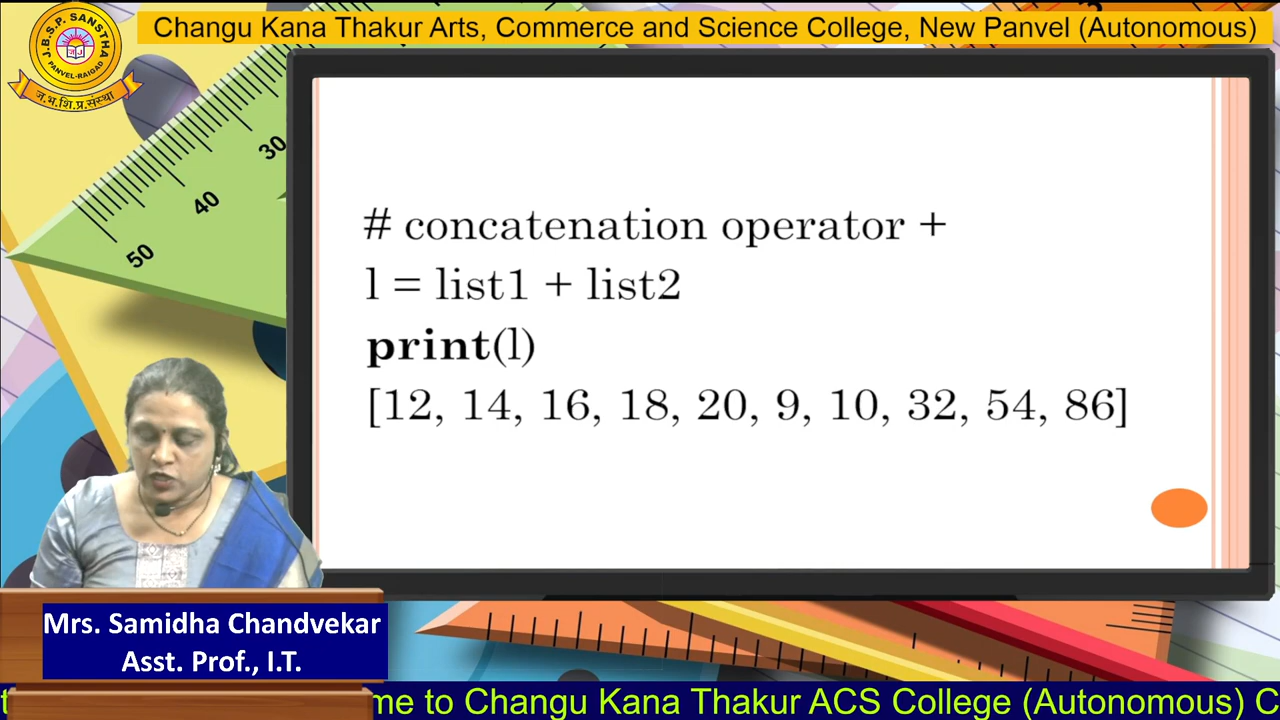 Changu Kana Thakur Arts, Commerce and Science College, New Panvel (Autonomous)
J.B.S.P. SANSTHA
PANVEL-RAIGAD
ज.भ.शि.प्र.संस्था
30
40
50
# concatenation operator +
l = list1 + list2
print(l)
[12, 14, 16, 18, 20, 9, 10, 32, 54, 86]
Mrs. Samidha Chandvekar
Asst. Prof., I.T.
me to Changu Kana Thakur ACS College (Autonomous) C